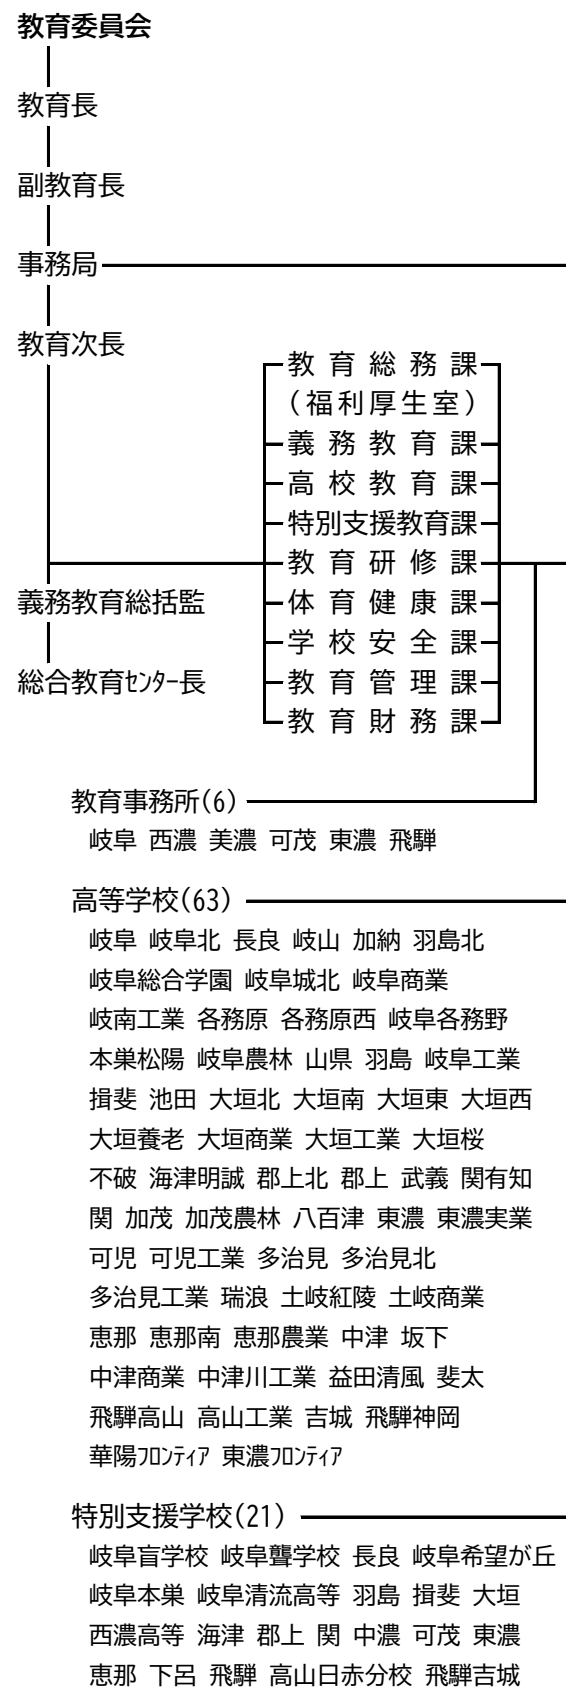 教育委員会
教育長
副教育長
事務局
教育次長
教育総務課
(福利厚生室)
義務教育課
高校教育課
特別支援教育課
教育研修課
義務教育総括監
体育健康課
学校安全課
総合教育ｾﾝﾀｰ長
教育管理課
教育財務課
教育事務所(6)
岐阜 西濃 美濃 可茂 東濃 飛騨
高等学校(63)
岐阜 岐阜北 長良 岐山 加納 羽島北
岐阜総合学園 岐阜城北 岐阜商業
岐南工業 各務原 各務原西 岐阜各務野
本巣松陽 岐阜農林 山県 羽島 岐阜工業
揖斐 池田 大垣北 大垣南 大垣東 大垣西
大垣養老 大垣商業 大垣工業 大垣桜
不破 海津明誠 郡上北 郡上 武義 関有知
関 加茂 加茂農林 八百津 東濃 東濃実業
可児 可児工業 多治見 多治見北
多治見工業 瑞浪 土岐紅陵 土岐商業
恵那 恵那南 恵那農業 中津 坂下
中津商業 中津川工業 益田清風 斐太
飛騨高山 高山工業 吉城 飛騨神岡
華陽ﾌﾛﾝﾃｨｱ 東濃ﾌﾛﾝﾃｨｱ
特別支援学校(21)
岐阜盲学校 岐阜聾学校 長良 岐阜希望が丘
岐阜本巣 岐阜清流高等 羽島 揖斐 大垣
西濃高等 海津 郡上 関 中濃 可茂 東濃
恵那 下呂 飛騨 高山日赤分校 飛騨吉城